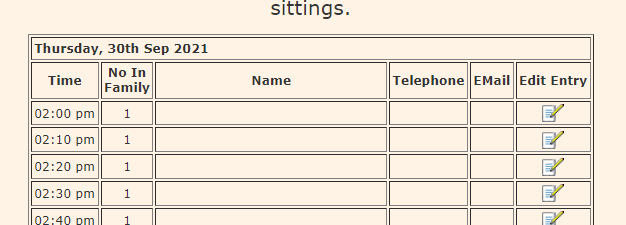 sittings.
Thursday, 30th Sep 2021
Time No In Family Name Telephone EMail Edit Entry
02:00 pm 1
02:10 pm 1
02:20 pm 1
02:30 pm 1
02:40 pm 1